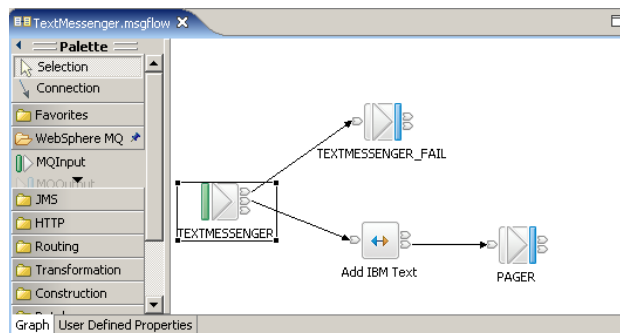 TextMessenger.msgflow
Palette
Selection
Connection
Favorites
WebSphere MQ
MQInput
MQOutput
JMS
HTTP
Routing
Transformation
Construction
TEXTMESSENGER_FAIL
TEXTMESSENGER
Add IBM Text
PAGER
Graph
User Defined Properties